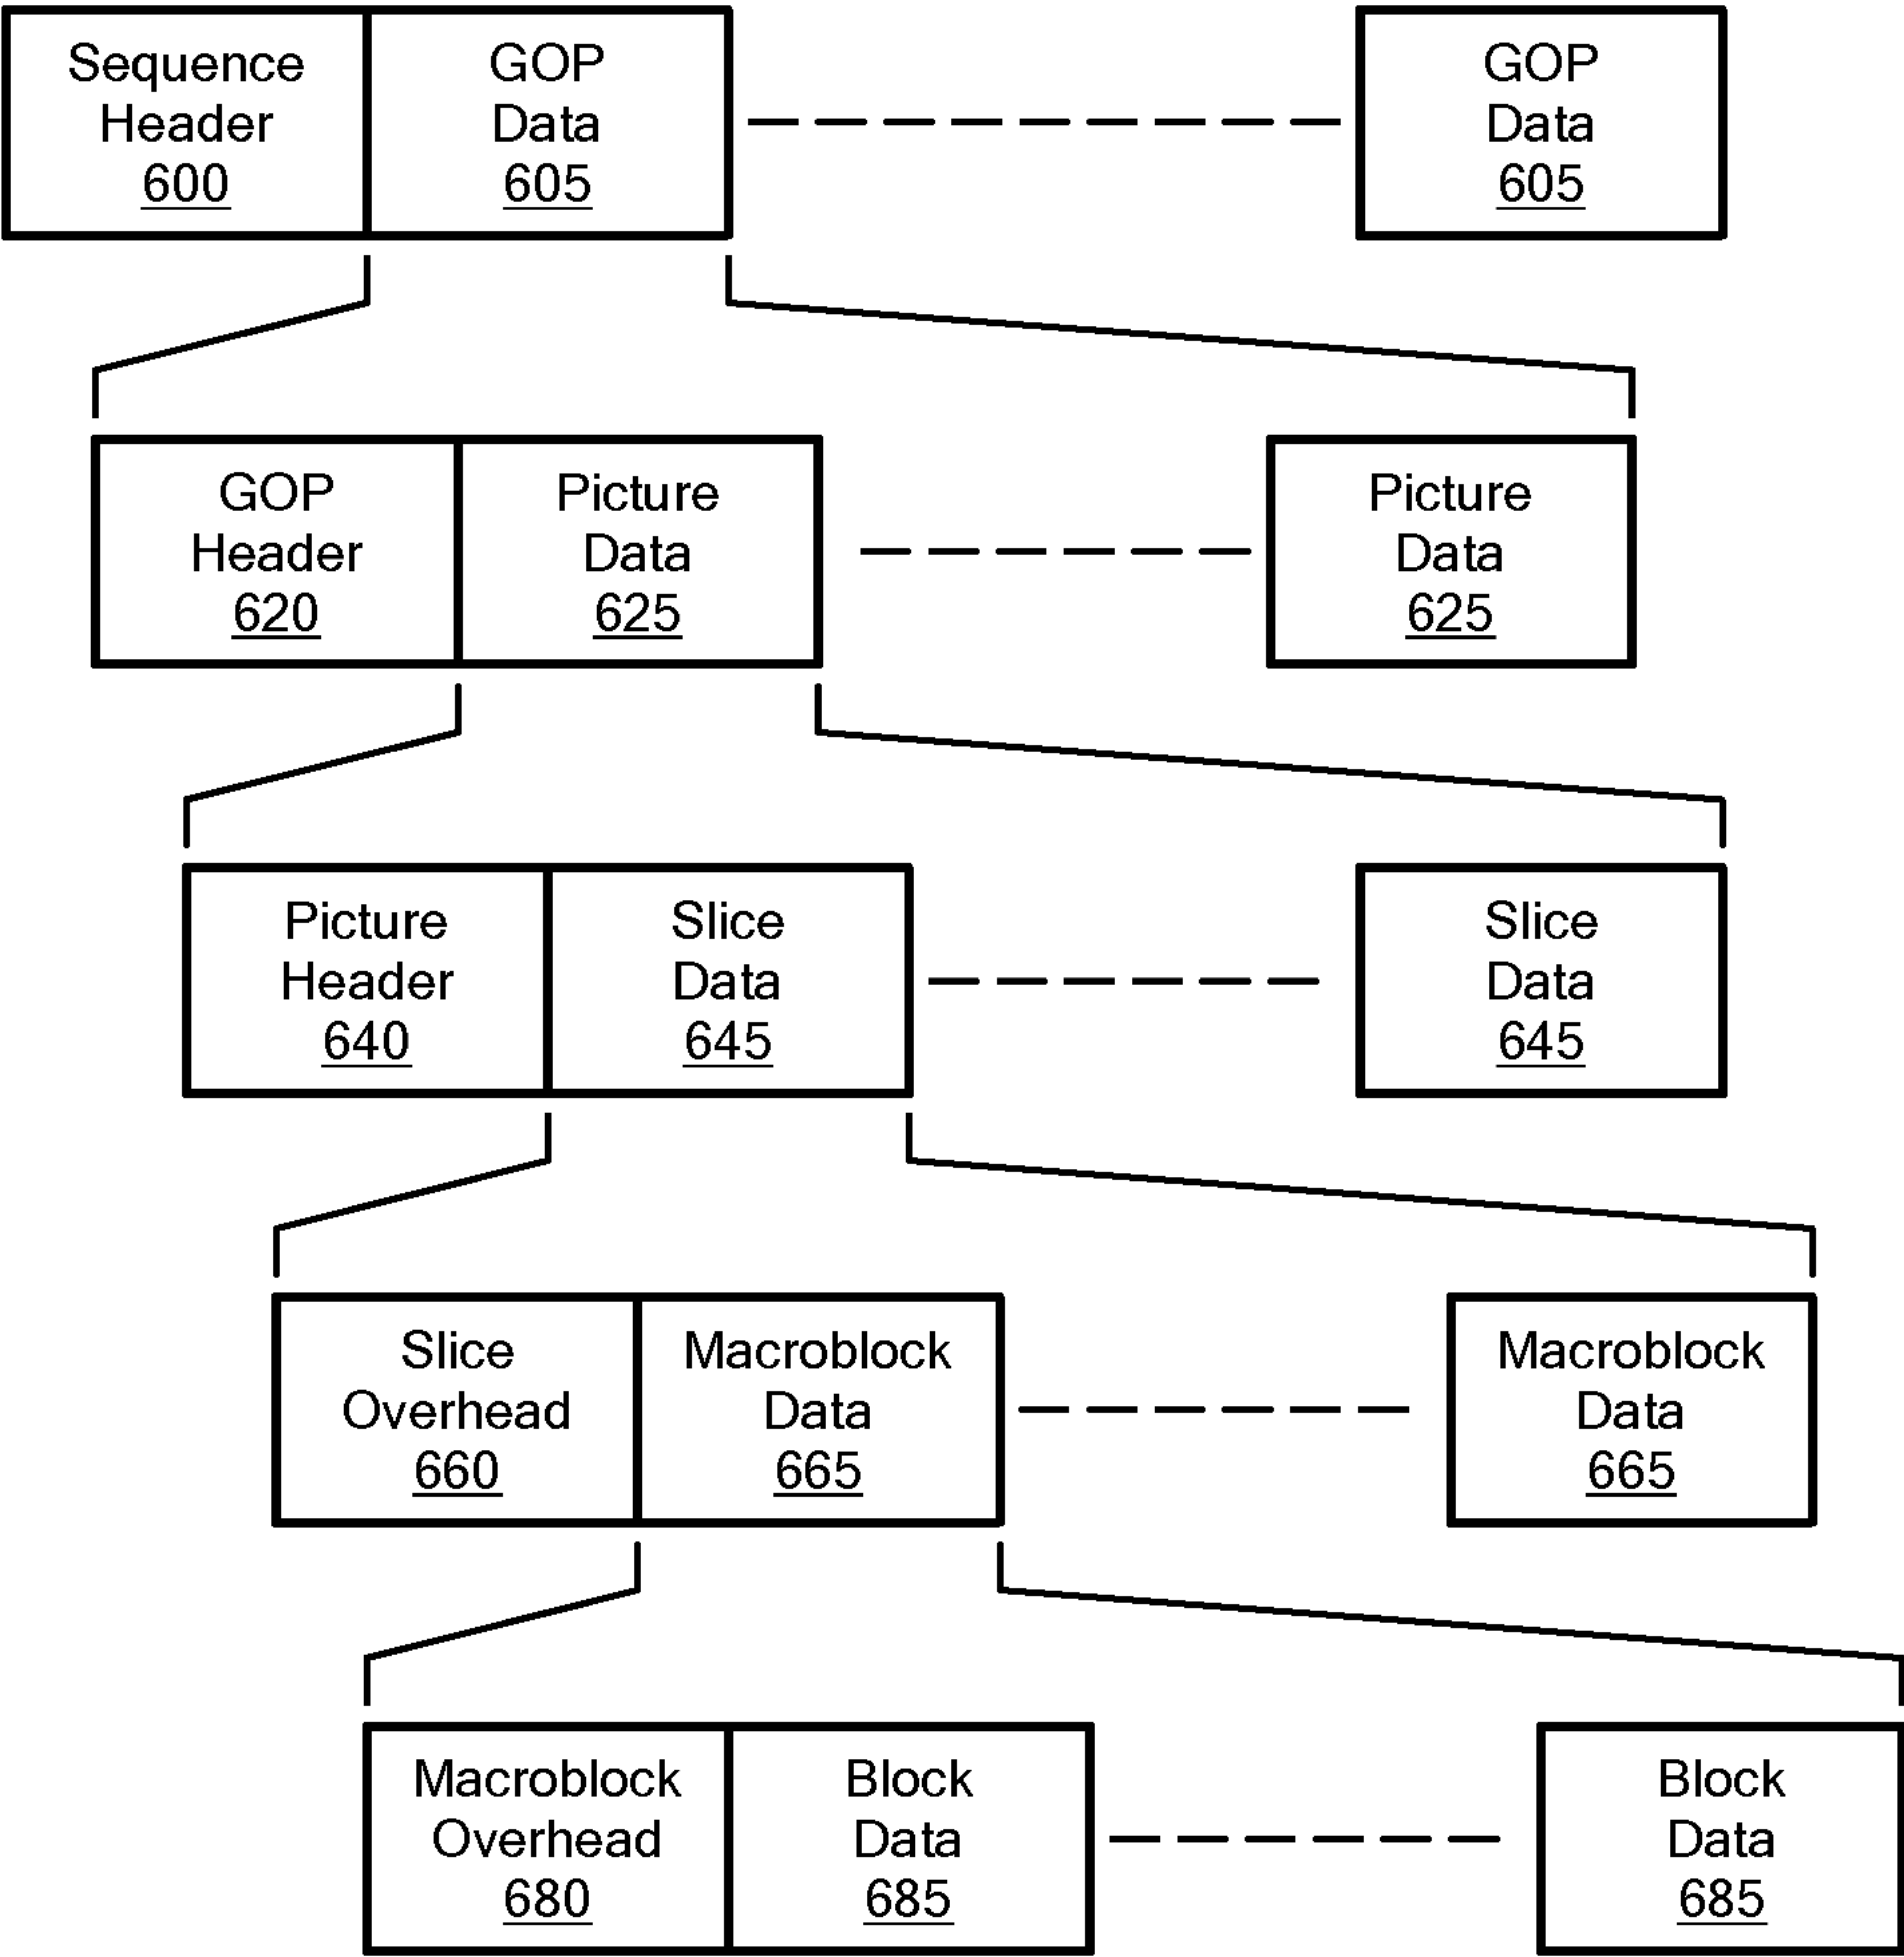 Sequence
Header
600
GOP
Data
605
GOP
Data
605
GOP
Header
620
Picture
Data
625
Picture
Data
625
Picture
Header
640
Slice
Data
645
Slice
Data
645
Slice
Overhead
660
Macroblock
Data
665
Macroblock
Data
665
Macroblock
Overhead
680
Block
Data
685
Block
Data
685